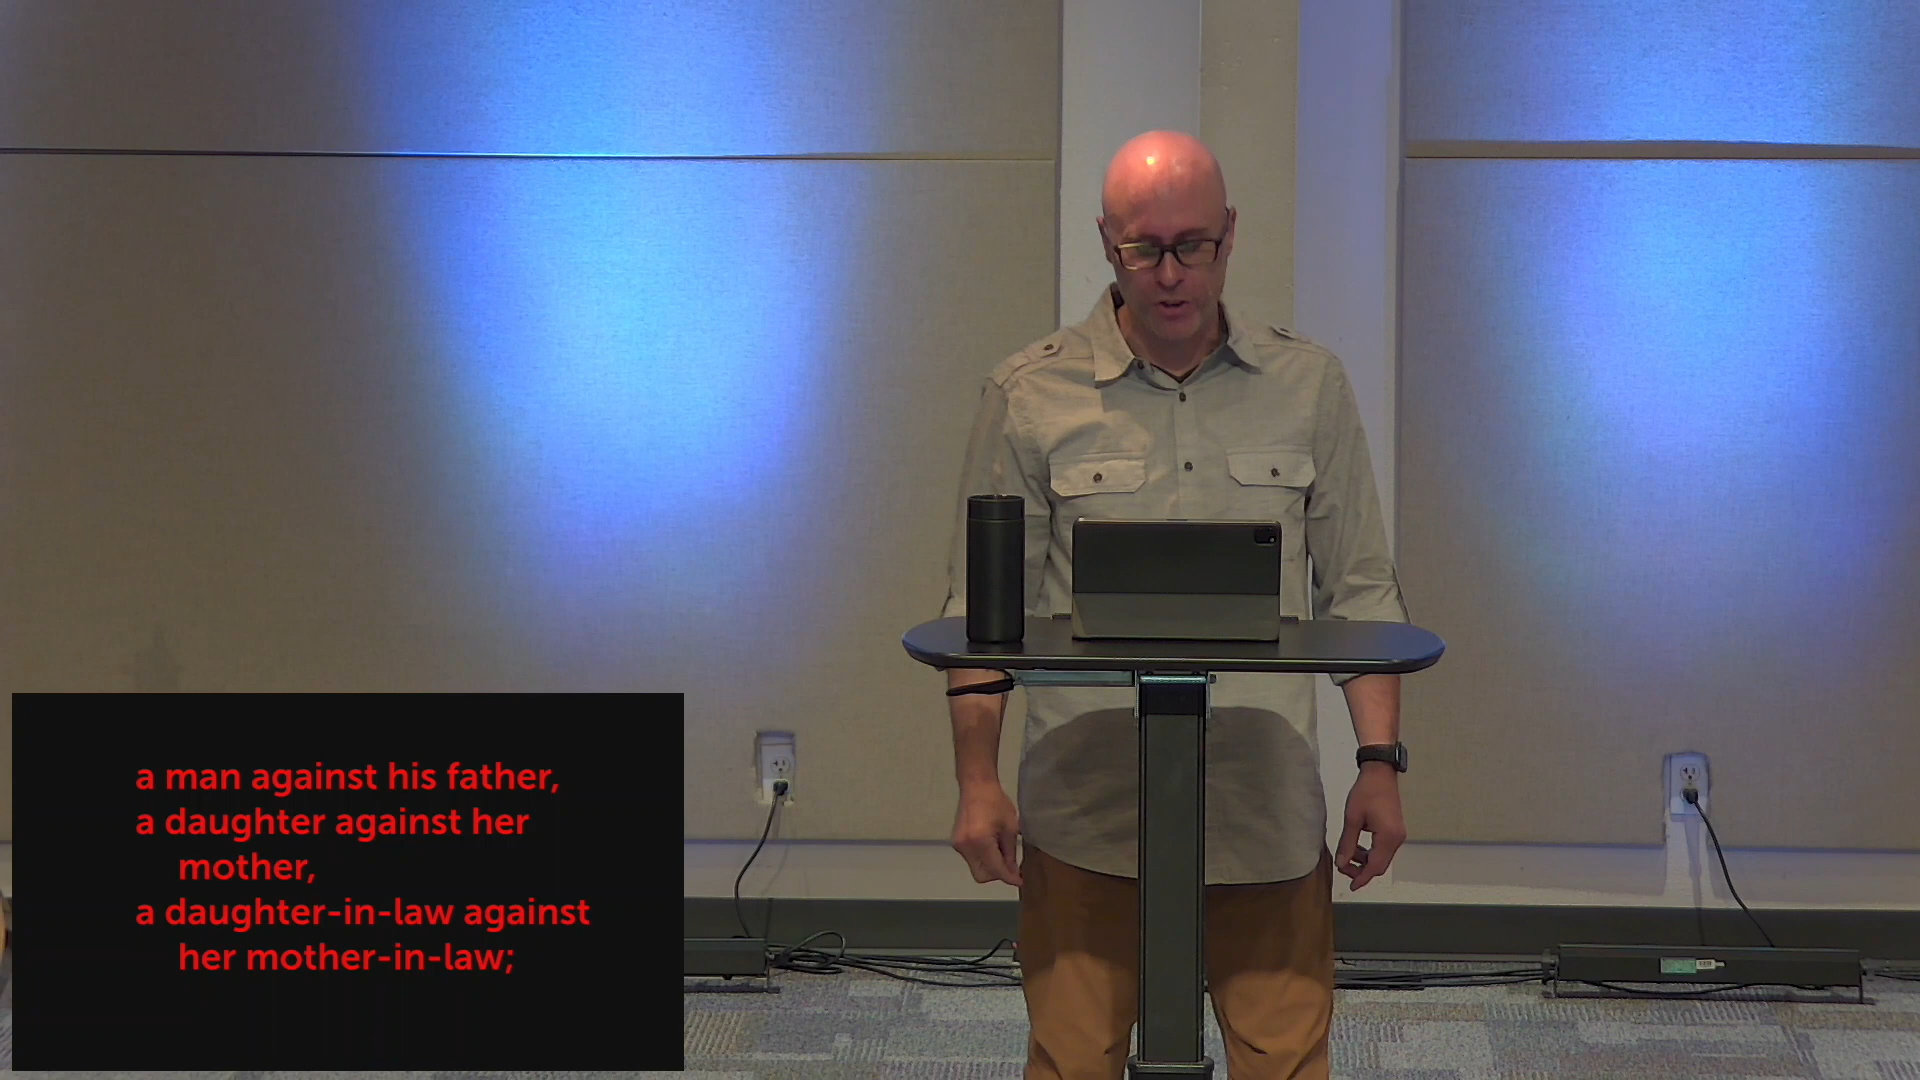 a man against his father,
a daughter against her
mother,
a daughter-in-law against
her mother-in-law;